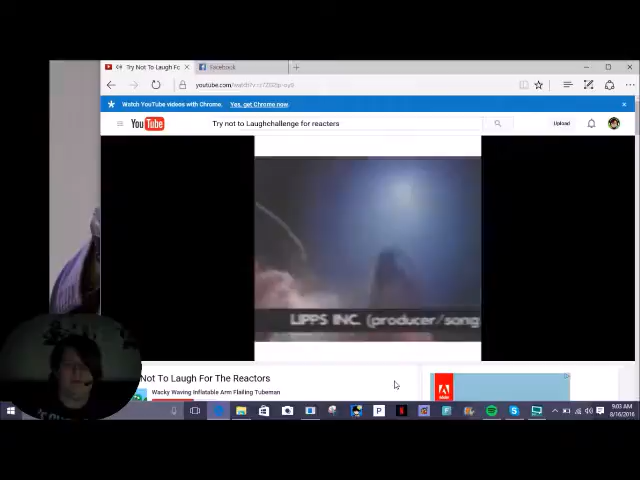 Try Not To Laugh Fo
Facebook
Watch YouTube videos with Chrome. Yes, get Chrome now.
YouTube
Try not to Laughchallenge for reacters
Upload
LIPPS INC. (producer/song
Not To Laugh For The Reactors
Wacky Waving Inflatable Arm Flailing Tubeman
Adobe
9:03 AM
8/16/2016